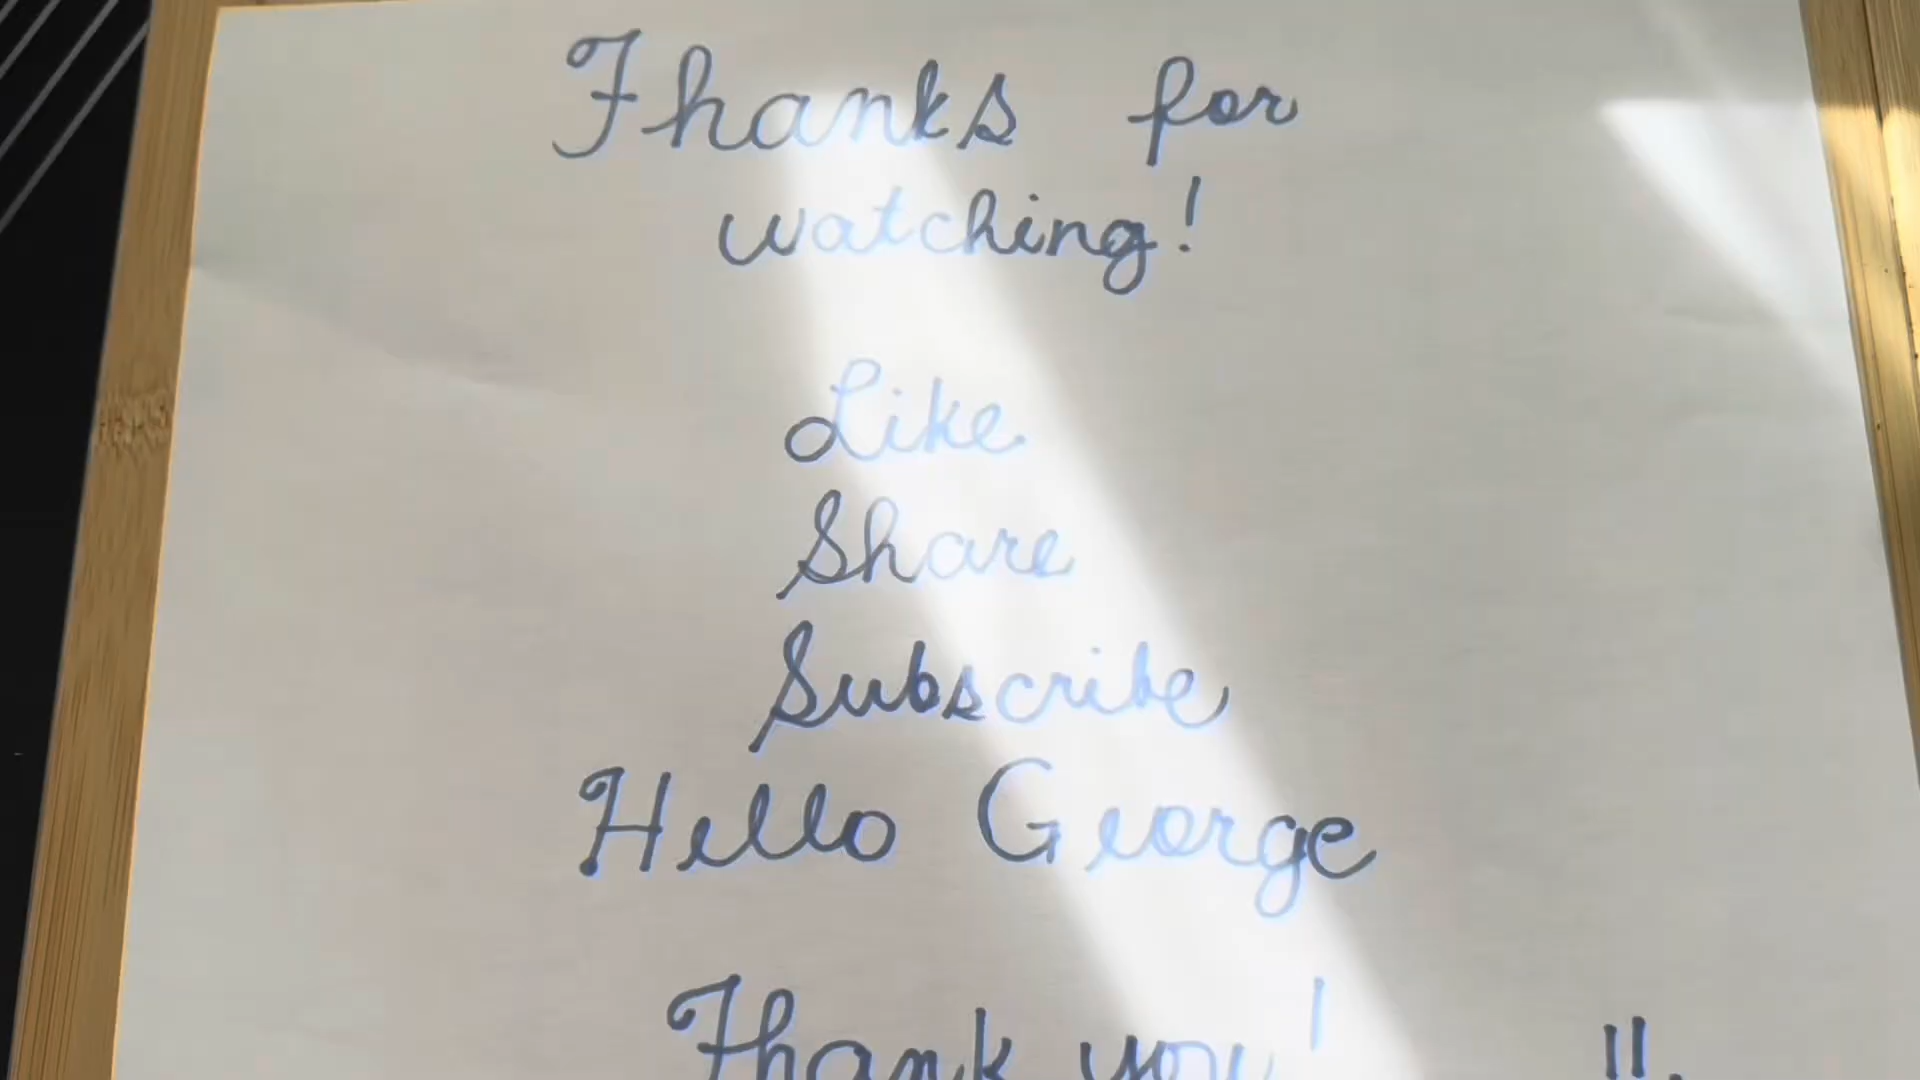 Thanks for
watching!
Like
Share
Subscribe
Hello George
Thank you!